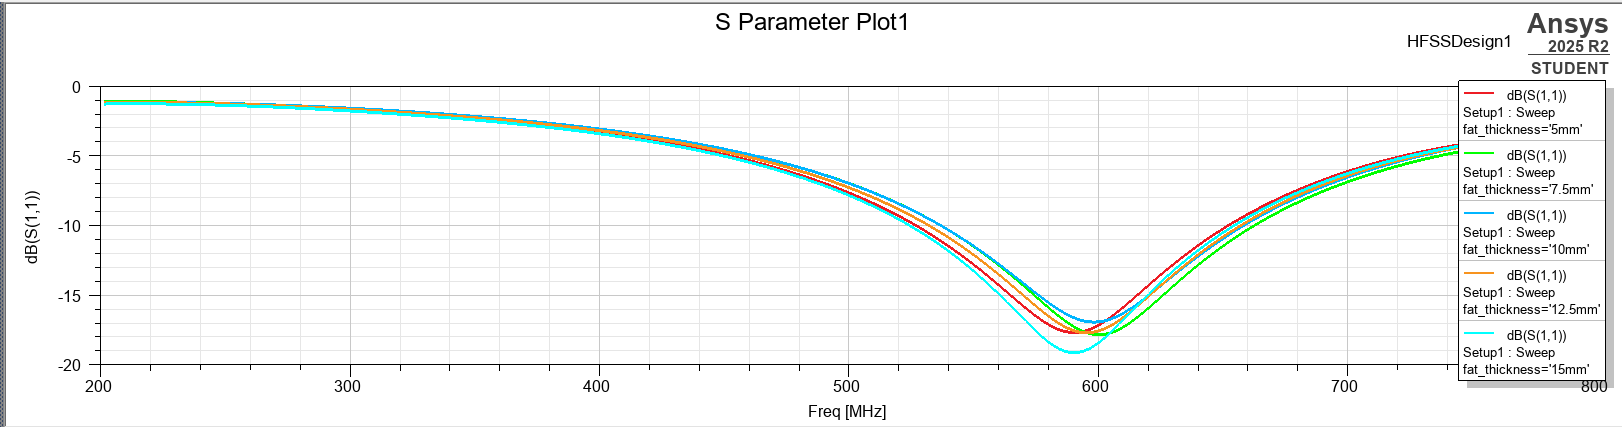 S Parameter Plot1
HFSSDesign1
Ansys
2025 R2
STUDENT
dB(S(1,1))
Setup1 : Sweep
fat_thickness='5mm'
dB(S(1,1))
Setup1 : Sweep
fat_thickness='7.5mm'
dB(S(1,1))
Setup1 : Sweep
fat_thickness='10mm'
dB(S(1,1))
Setup1 : Sweep
fat_thickness='12.5mm'
dB(S(1,1))
Setup1 : Sweep
fat_thickness='15mm'
dB(S(1,1))
0
-5
-10
-15
-20
200 300 400 500 600 700 800
Freq [MHz]